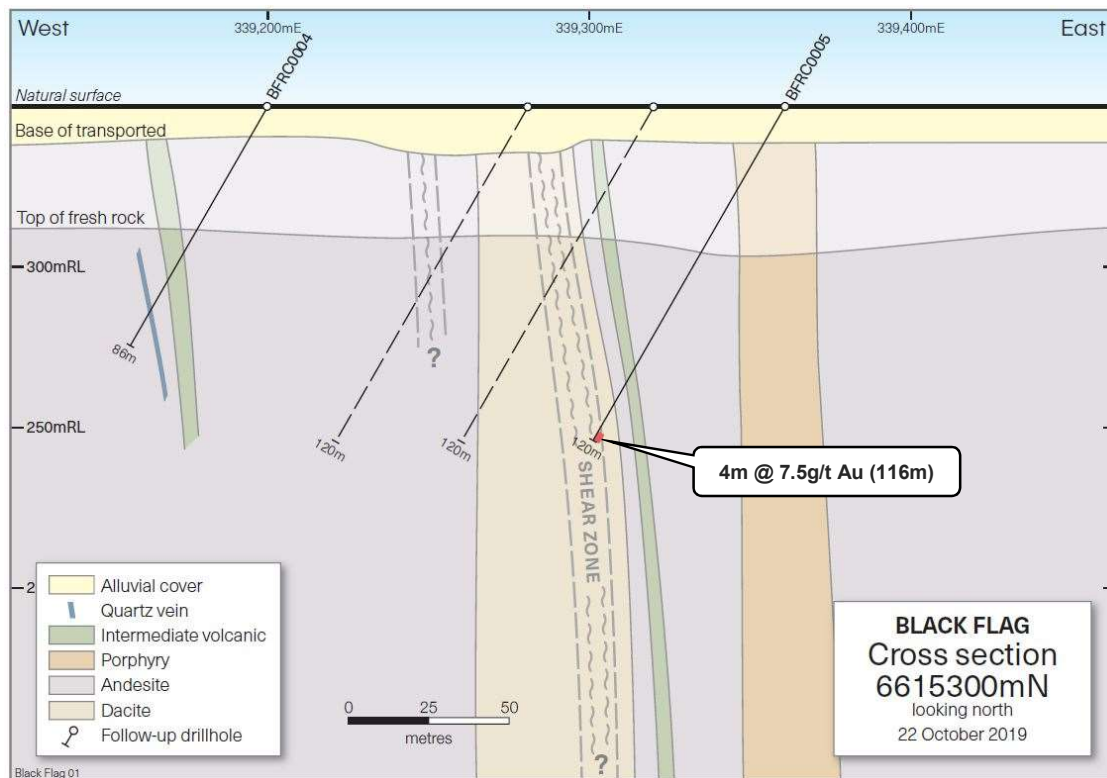 West
339,200mE
339,300mE
339,400mE
East
BFRC0004
BFRC0005
Natural surface
Base of transported
Top of fresh rock
300mRL
86m
?
250mRL
120m
120m
120m
4m @ 7.5g/t Au (116m)
SHEAR ZONE
2
Alluvial cover
Quartz vein
Intermediate volcanic
Porphyry
Andesite
Dacite
Follow-up drillhole
0 25 50
metres
?
BLACK FLAG
Cross section
6615300mN
looking north
22 October 2019
Black Flag 01